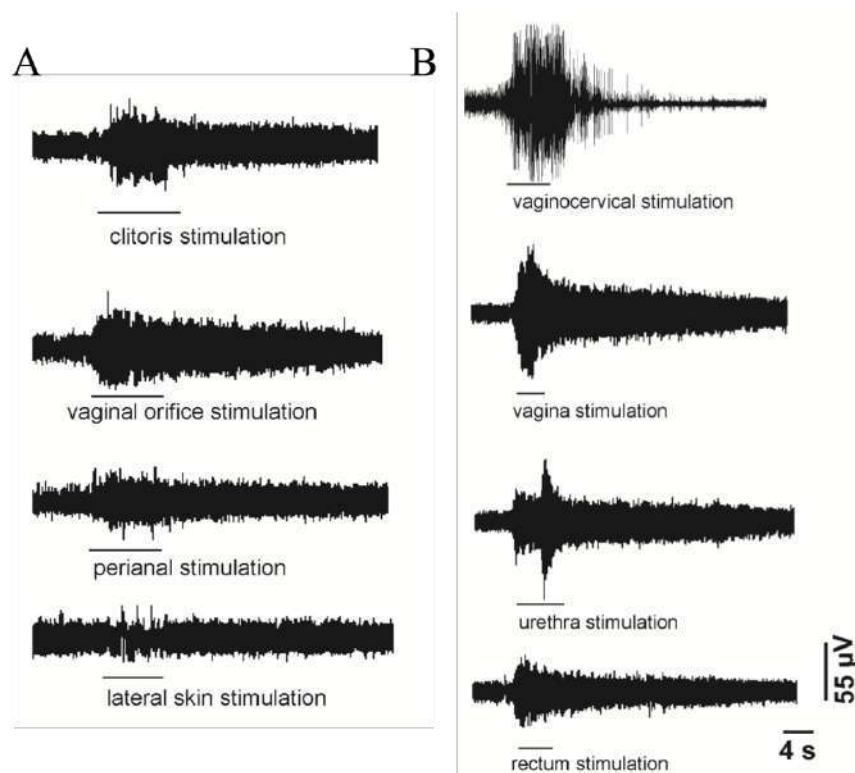 A
B
clitoris stimulation
vaginal orifice stimulation
perianal stimulation
lateral skin stimulation
vaginocervical stimulation
vagina stimulation
urethra stimulation
rectum stimulation
55 µV
4 s